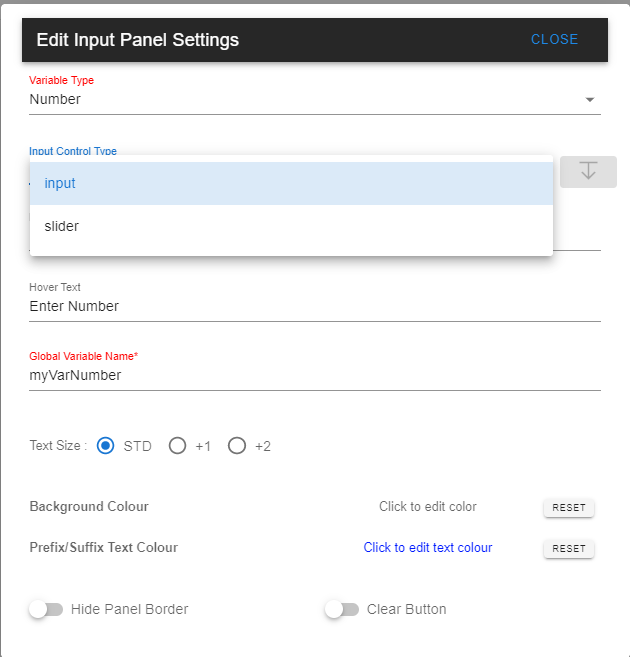 Edit Input Panel Settings CLOSE
Variable Type
Number
Input Control Type
input
slider
Hover Text
Enter Number
Global Variable Name*
myVarNumber
Text Size : STD +1 +2
Background Colour Click to edit color RESET
Prefix/Suffix Text Colour Click to edit text colour RESET
Hide Panel Border Clear Button